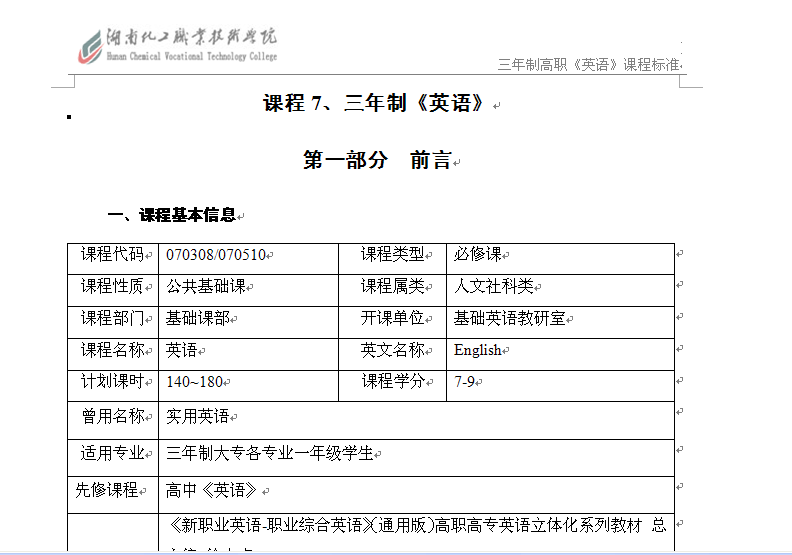 湖南化工职业技术学院
Hunan Chemical Vocational Technology College
三年制高职《英语》课程标准
课程 7、三年制《英语》
第一部分 前言
一、课程基本信息
课程代码 070308/070510 课程类型 必修课
课程性质 公共基础课 课程属类 人文社科类
课程部门 基础课部 开课单位 基础英语教研室
课程名称 英语 英文名称 English
计划课时 140~180 课程学分 7-9
曾用名称 实用英语
适用专业 三年制大专各专业一年级学生
先修课程 高中《英语》
《新职业英语-职业综合英语》(通用版)高职高专英语立体化系列教材 总